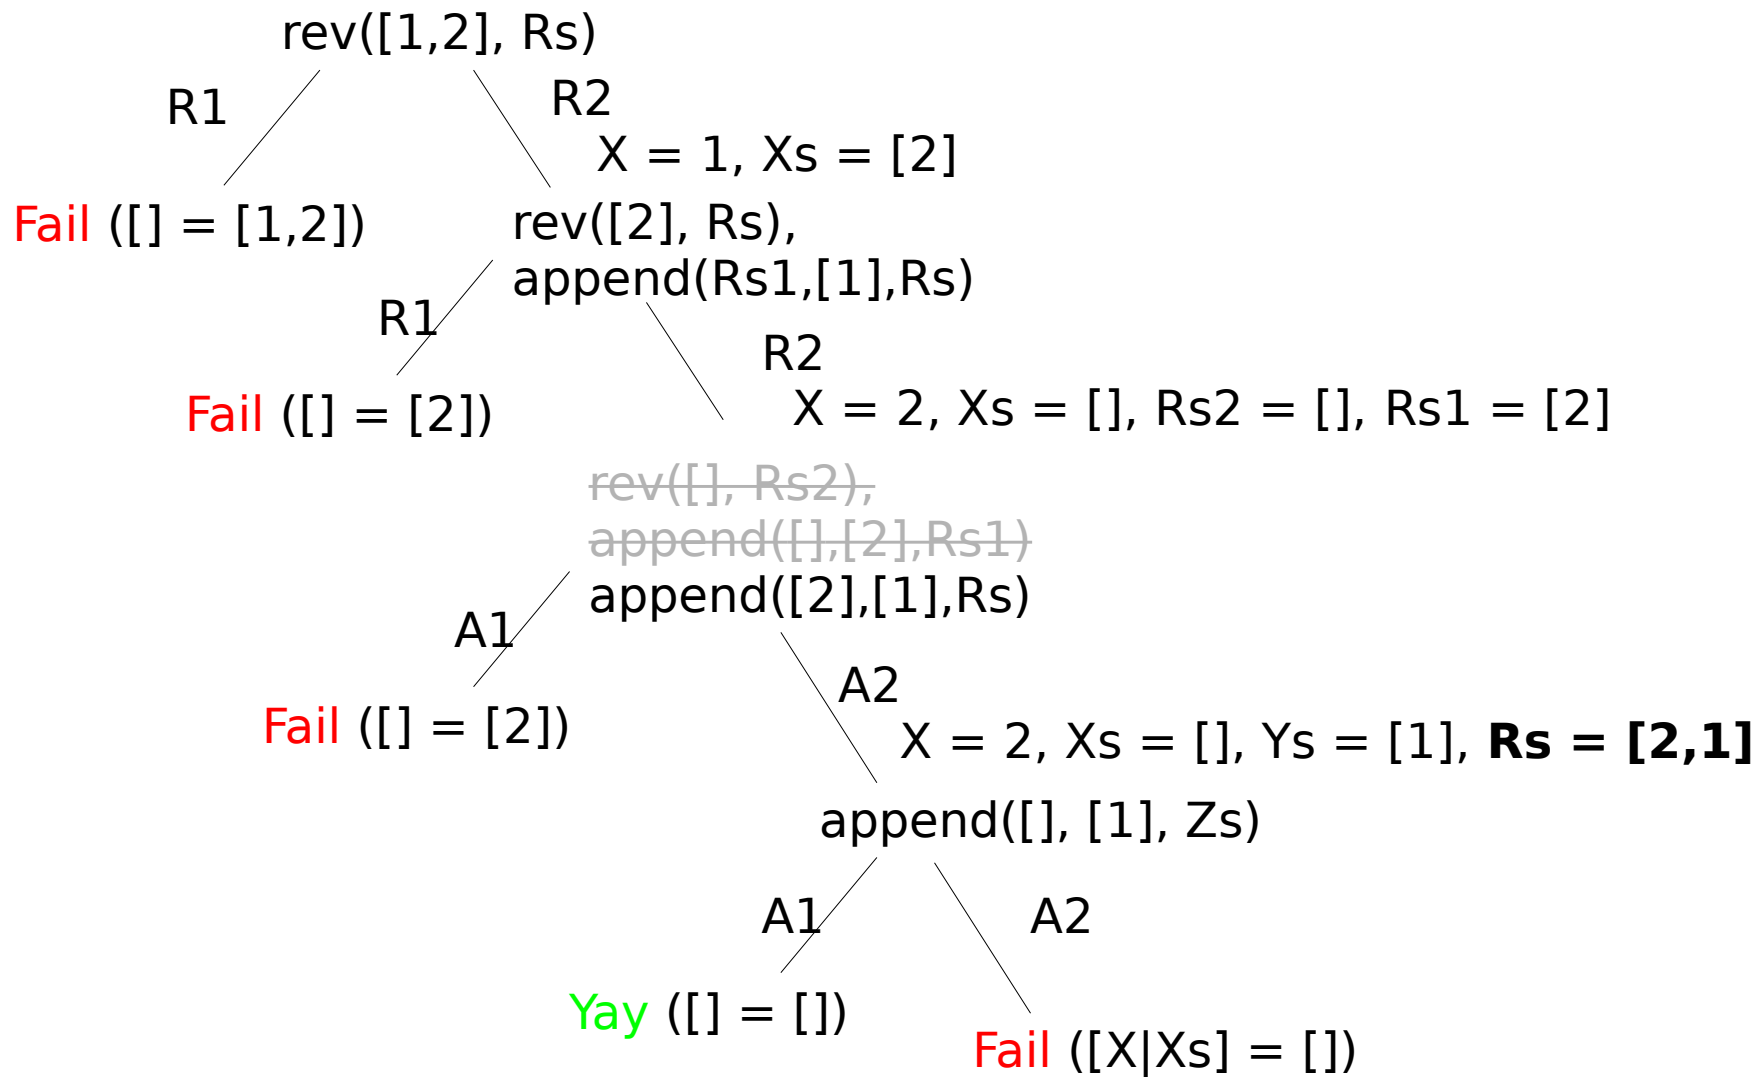 rev([1,2], Rs)
R1
R2
X = 1, Xs = [2]
Fail ([] = [1,2])
rev([2], Rs),
append(Rs1,[1],Rs)
R1
R2
Fail ([] = [2])
X = 2, Xs = [], Rs2 = [], Rs1 = [2]
rev([], Rs2),
append([],[2],Rs1)
append([2],[1],Rs)
A1
A2
Fail ([] = [2])
X = 2, Xs = [], Ys = [1], Rs = [2,1]
append([], [1], Zs)
A1
A2
Yay ([] = [])
Fail ([X|Xs] = [])